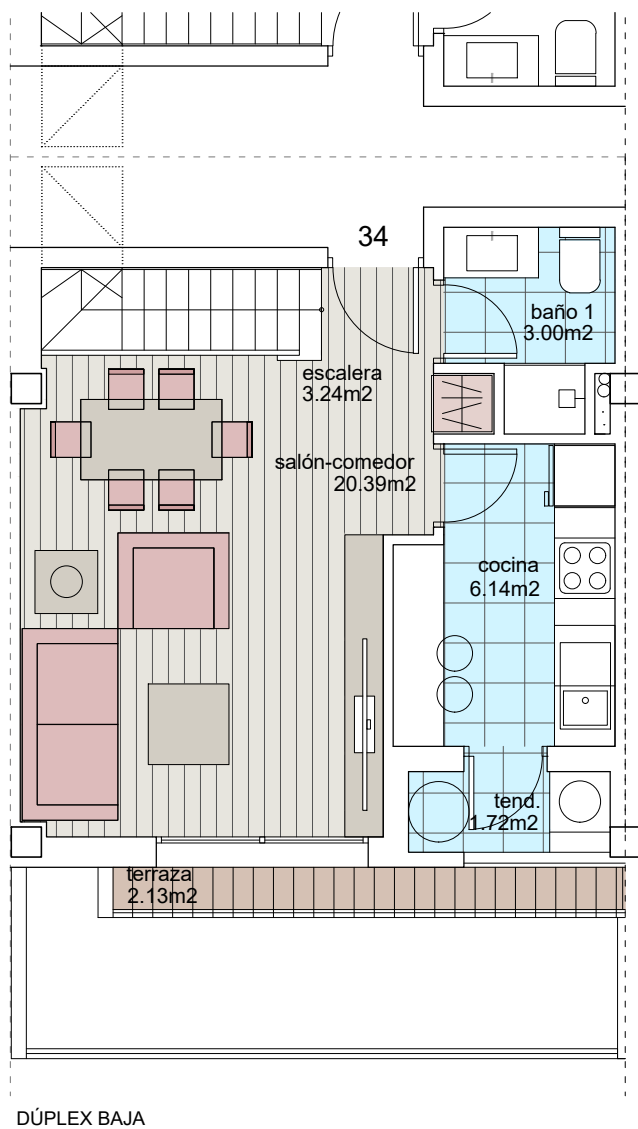 34
baño 1
3.00m2
escalera
3.24m2
salón-comedor
20.39m2
cocina
6.14m2
tend.
1.72m2
terraza
2.13m2
DÚPLEX BAJA